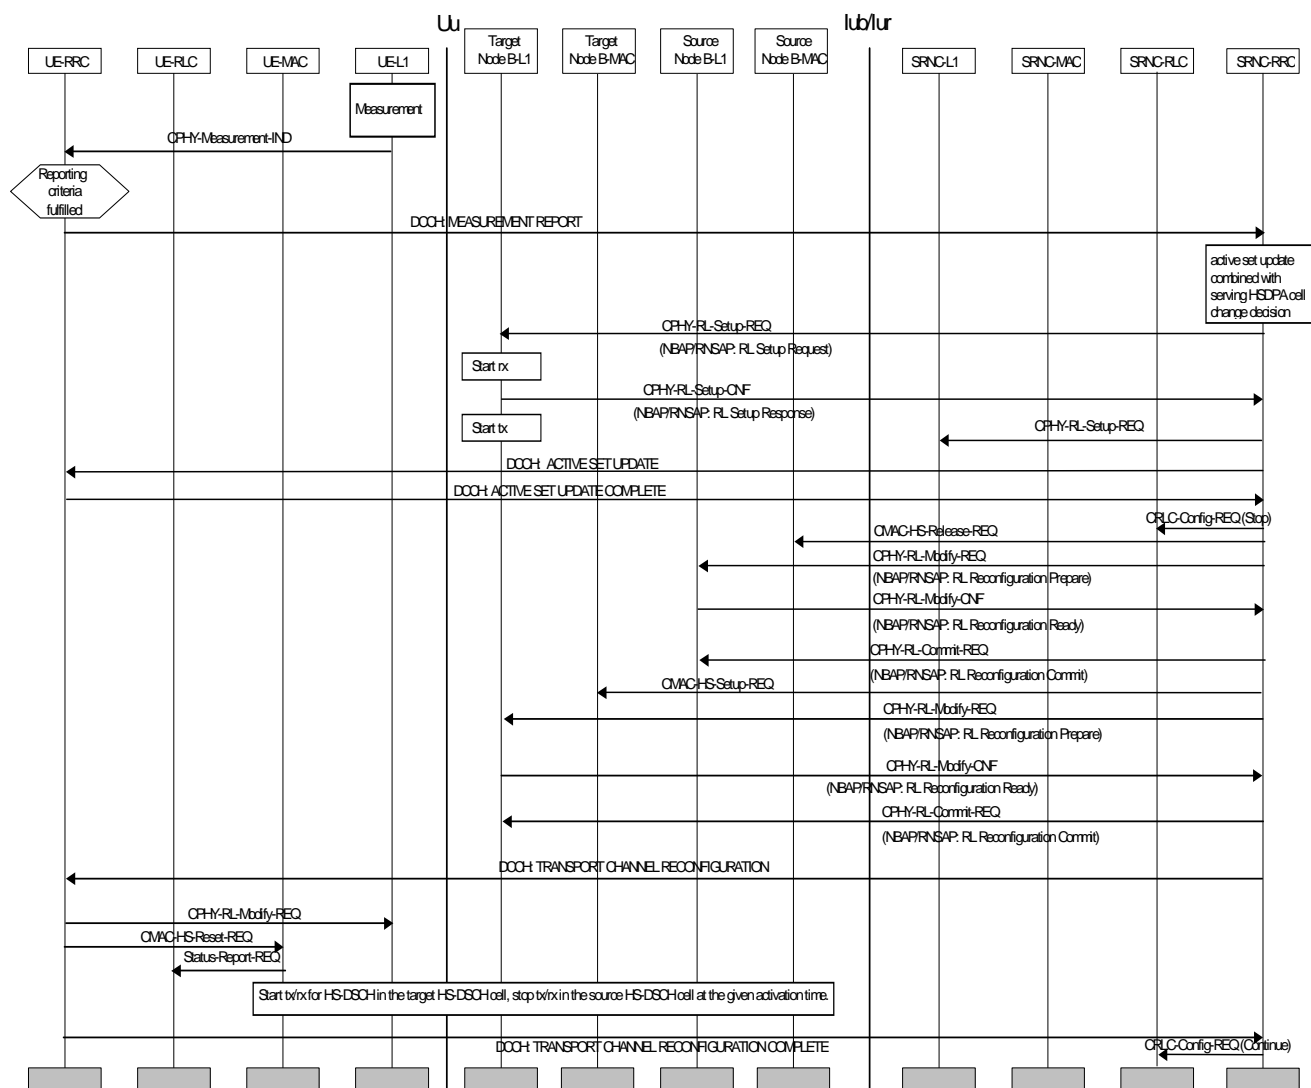 Uu
Iub/Iur
UE-RRC
UE-RLC
UE-MAC
UE-L1
Target
Node B-L1
Target
Node B-MAC
Source
Node B-L1
Source
Node B-MAC
SRNC-L1
SRNC-MAC
SRNC-RLC
SRNC-RRC
Measurement
CPHY-Measurement-IND
Reporting
criteria
fulfilled
DCCH: MEASUREMENT REPORT
active set update
combined with
serving HSDPA cell
change decision
CPHY-RL-Setup-REQ
(NBAP/RNSAP: RL Setup Request)
Start rx
CPHY-RL-Setup-CNF
(NBAP/RNSAP: RL Setup Response)
Start tx
CPHY-RL-Setup-REQ
DCCH: ACTIVE SET UPDATE
DCCH: ACTIVE SET UPDATE COMPLETE
CRLC-Config-REQ (Stop)
CMAC-HS-Release-REQ
CPHY-RL-Modify-REQ
(NBAP/RNSAP: RL Reconfiguration Prepare)
CPHY-RL-Modify-CNF
(NBAP/RNSAP: RL Reconfiguration Ready)
CPHY-RL-Commit-REQ
(NBAP/RNSAP: RL Reconfiguration Commit)
CMAC-HS-Setup-REQ
CPHY-RL-Modify-REQ
(NBAP/RNSAP: RL Reconfiguration Prepare)
CPHY-RL-Modify-CNF
(NBAP/RNSAP: RL Reconfiguration Ready)
CPHY-RL-Commit-REQ
(NBAP/RNSAP: RL Reconfiguration Commit)
DCCH: TRANSPORT CHANNEL RECONFIGURATION
CPHY-RL-Modify-REQ
CMAC-HS-Reset-REQ
Status-Report-REQ
Start tx/rx for HS-DSCH in the target HS-DSCH cell, stop tx/rx in the source HS-DSCH cell at the given activation time.
DCCH: TRANSPORT CHANNEL RECONFIGURATION COMPLETE
CRLC-Config-REQ (Continue)